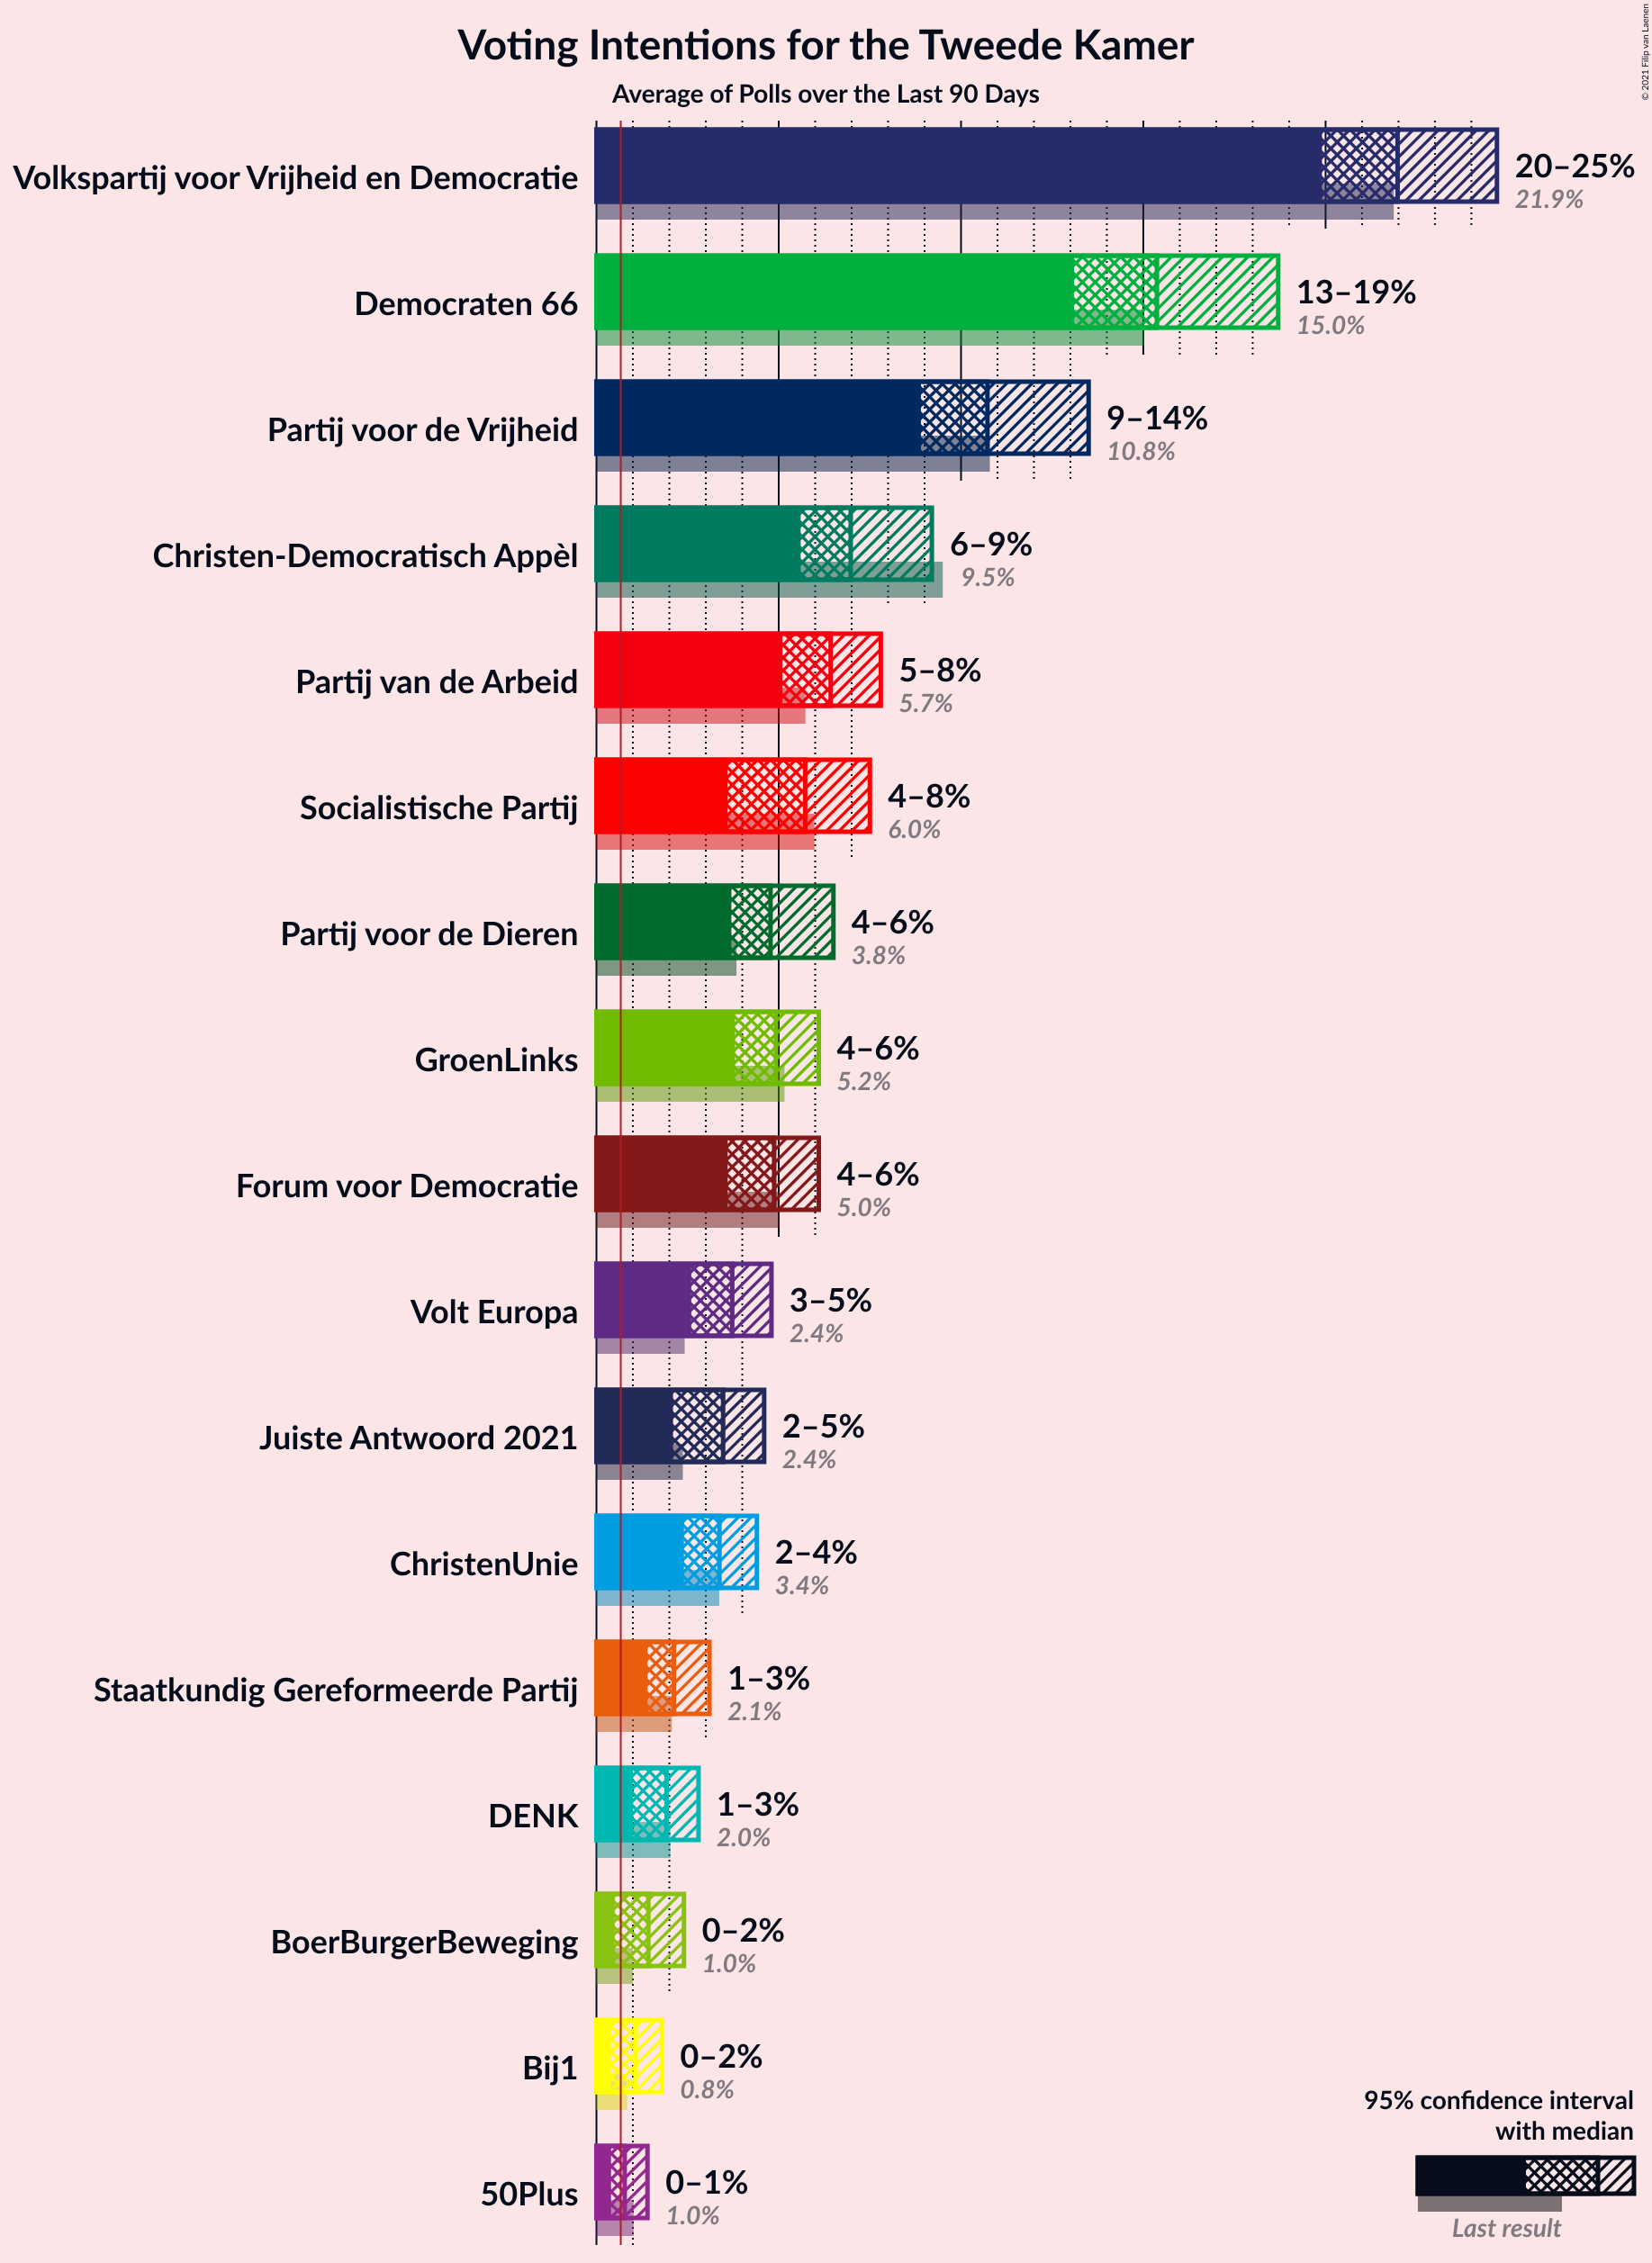 © 2021 Filip van Laenen
Voting Intentions for the Tweede Kamer
Average of Polls over the Last 90 Days
Volkspartij voor Vrijheid en Democratie
20–25%
21.9%
Democraten 66
13–19%
15.0%
Partij voor de Vrijheid
9–14%
10.8%
Christen-Democratisch Appèl
6–9%
9.5%
Partij van de Arbeid
5–8%
5.7%
Socialistische Partij
4–8%
6.0%
Partij voor de Dieren
4–6%
3.8%
GroenLinks
4–6%
5.2%
Forum voor Democratie
4–6%
5.0%
Volt Europa
3–5%
2.4%
Juiste Antwoord 2021
2–5%
2.4%
ChristenUnie
2–4%
3.4%
Staatkundig Gereformeerde Partij
1–3%
2.1%
DENK
1–3%
2.0%
BoerBurgerBeweging
0–2%
1.0%
Bij1
0–2%
0.8%
50Plus
0–1%
1.0%
95% confidence interval
with median
Last result